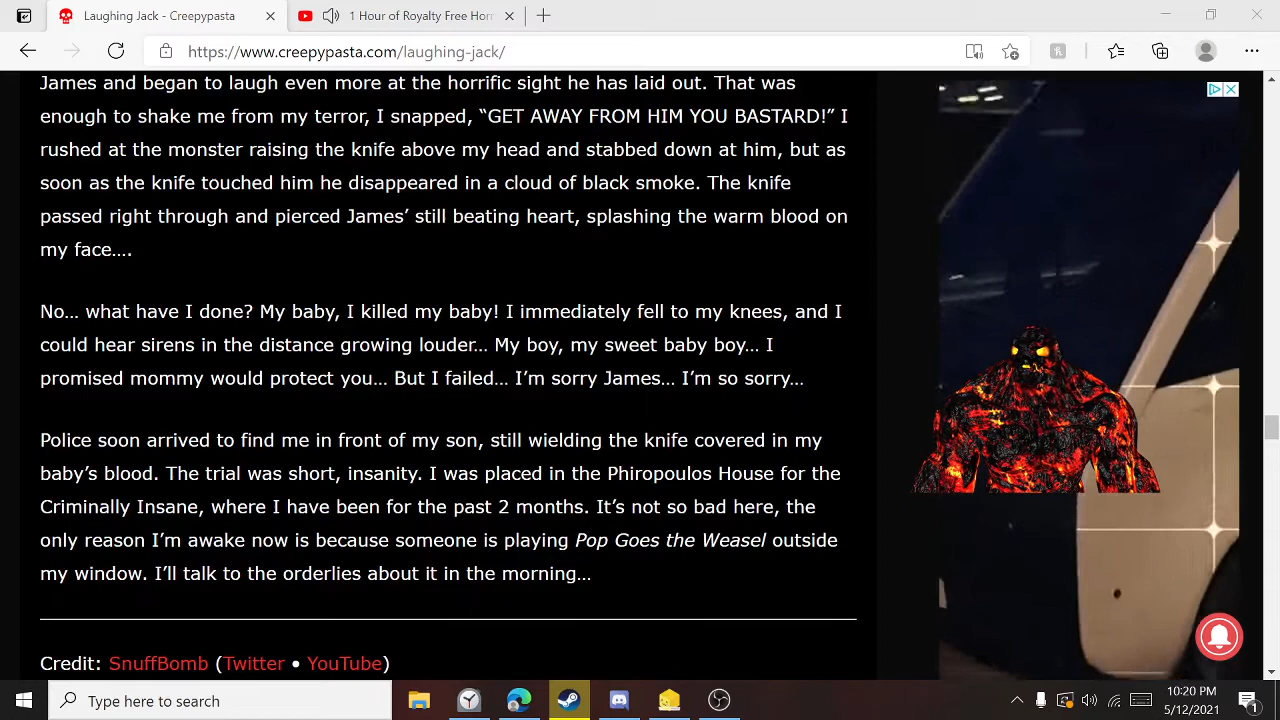 Laughing Jack - Creepypasta
1 Hour of Royalty Free Hor
https://www.creepypasta.com/laughing-jack/
James and began to laugh even more at the horrific sight he has laid out. That was
enough to shake me from my terror, I snapped, “GET AWAY FROM HIM YOU BASTARD!” I
rushed at the monster raising the knife above my head and stabbed down at him, but as
soon as the knife touched him he disappeared in a cloud of black smoke. The knife
passed right through and pierced James’ still beating heart, splashing the warm blood on
my face….
No… what have I done? My baby, I killed my baby! I immediately fell to my knees, and I
could hear sirens in the distance growing louder… My boy, my sweet baby boy… I
promised mommy would protect you… But I failed… I’m sorry James… I’m so sorry…
Police soon arrived to find me in front of my son, still wielding the knife covered in my
baby’s blood. The trial was short, insanity. I was placed in the Phiropoulos House for the
Criminally Insane, where I have been for the past 2 months. It’s not so bad here, the
only reason I’m awake now is because someone is playing Pop Goes the Weasel outside
my window. I’ll talk to the orderlies about it in the morning…
Credit: SnuffBomb (Twitter • YouTube)
Type here to search
10:20 PM
5/12/2021
1